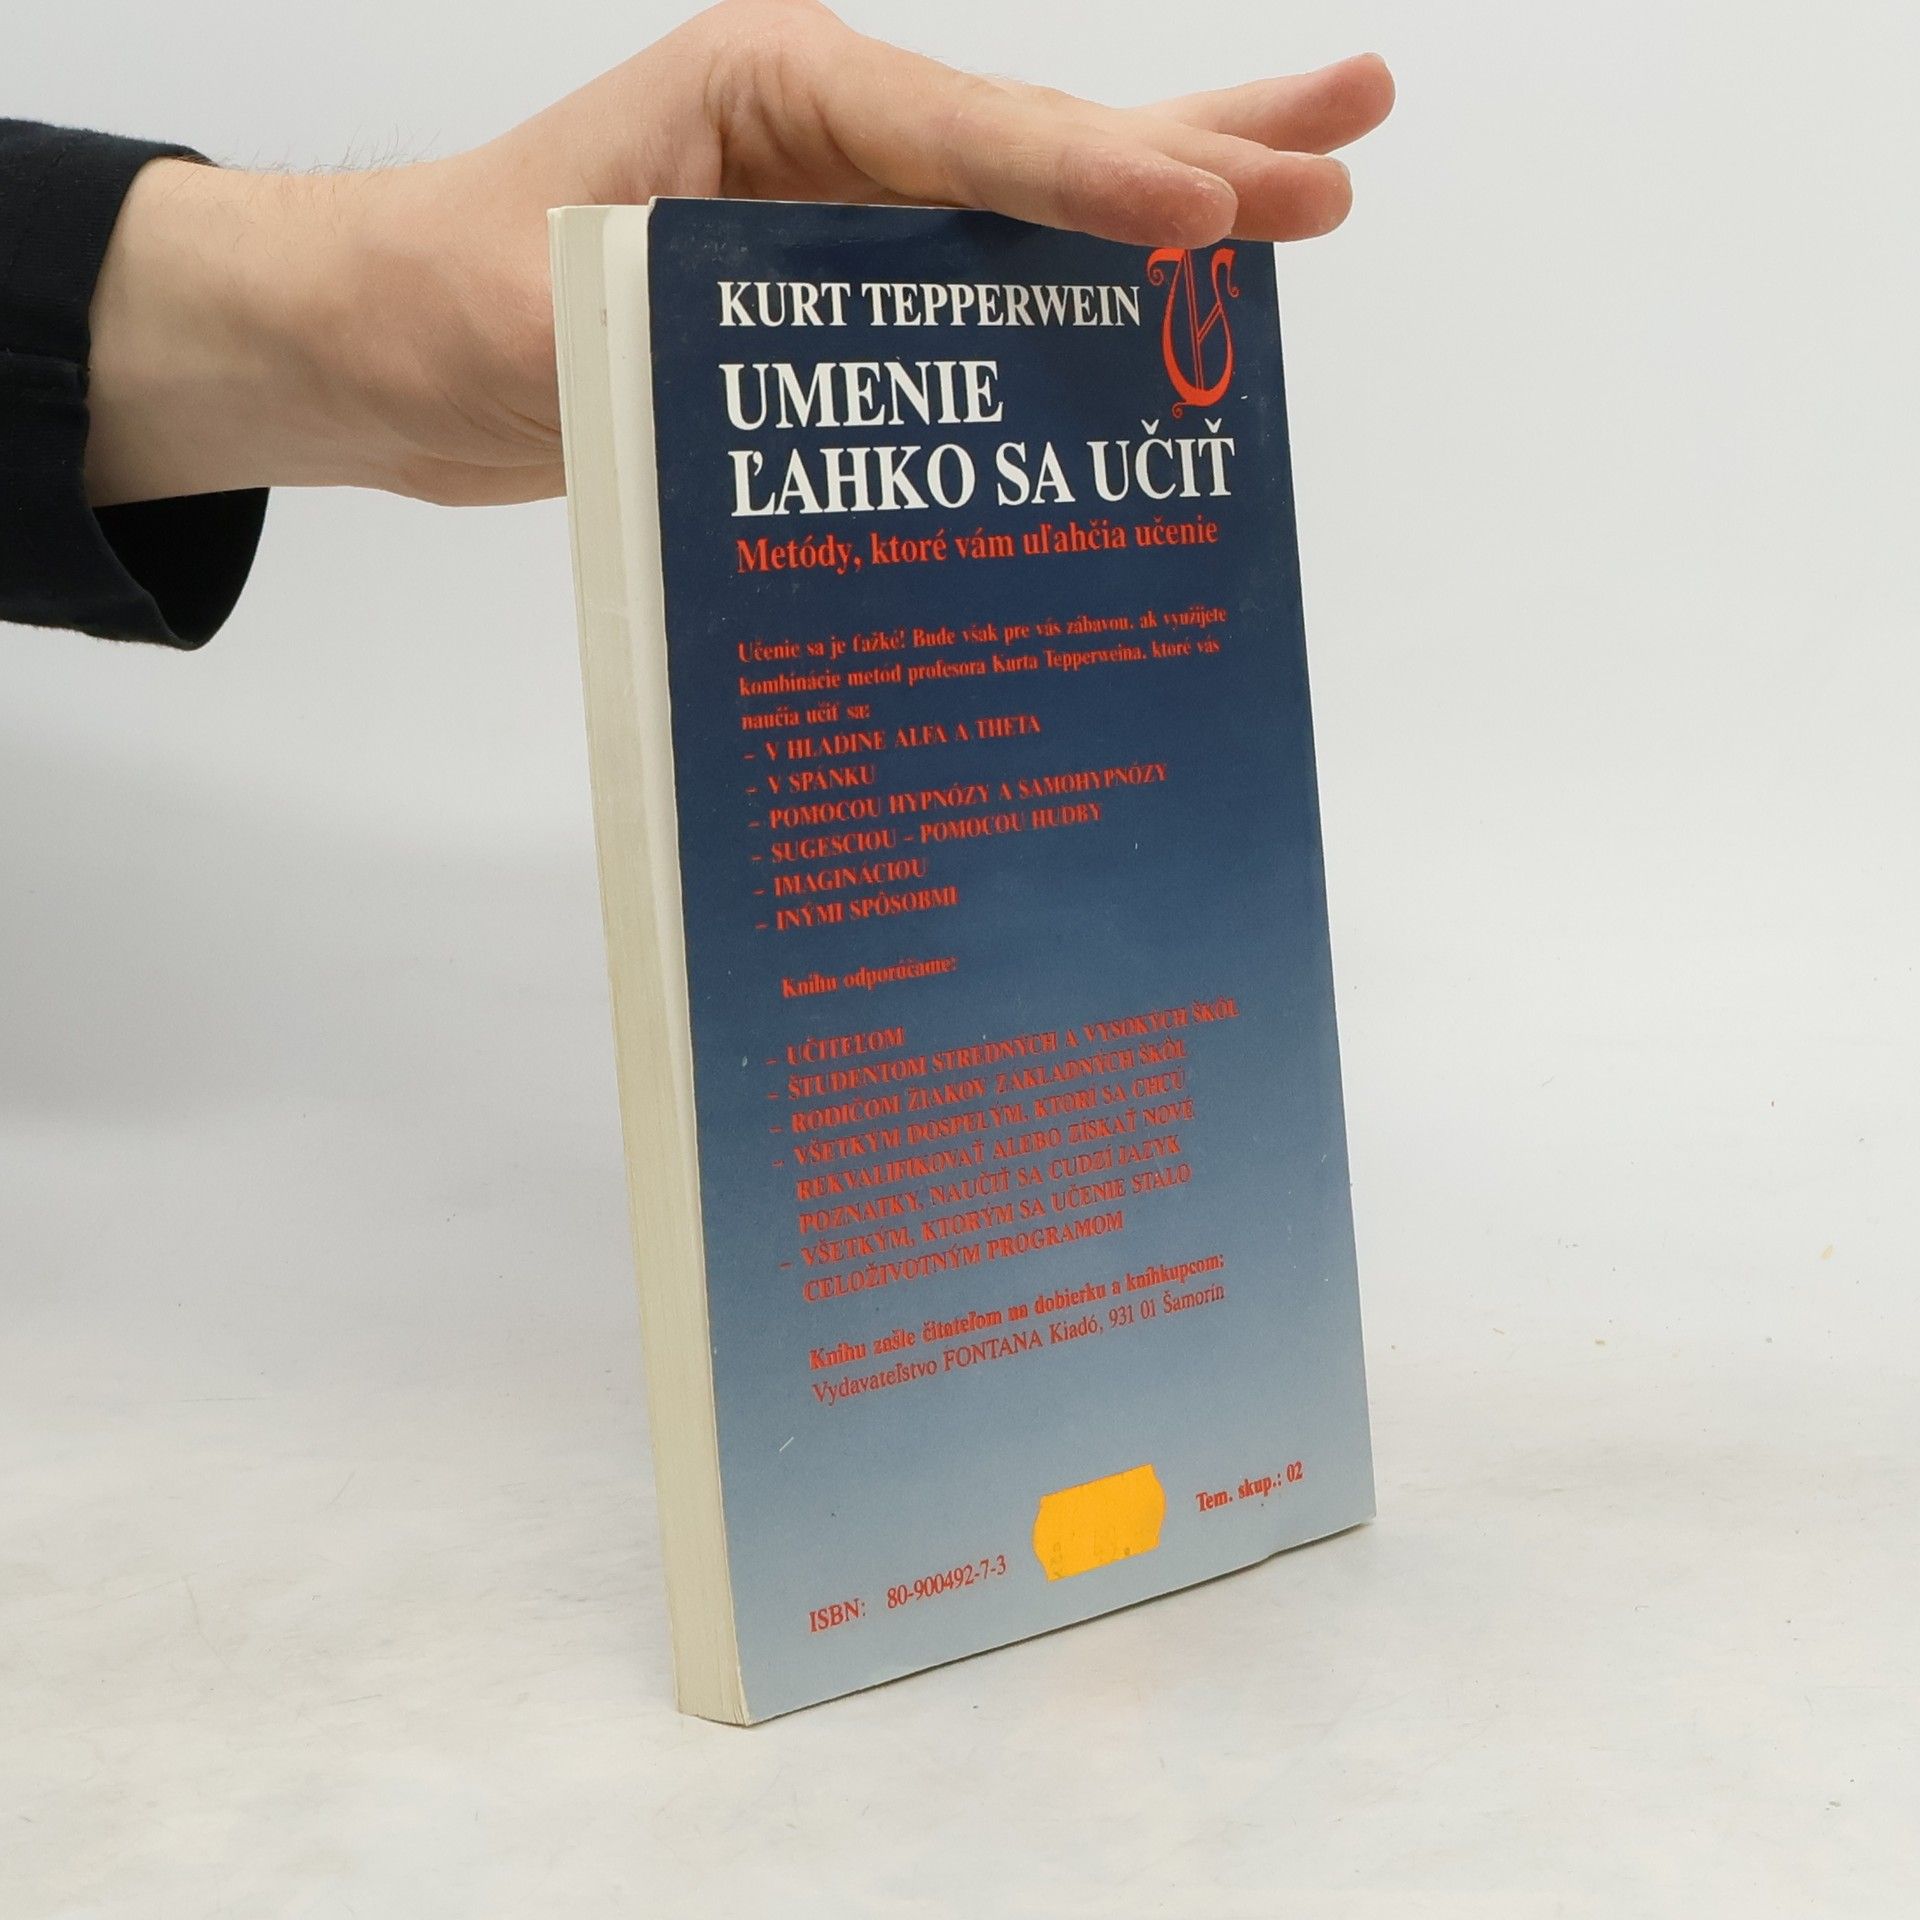 KURT TEPPERWEIN
UMENIE
ĽAHKO SA UČIŤ
Metódy, ktoré vám uľahčia učenie
Učenie sa je ťažké! Bude však pre vás zábavou, ak využijete
kombinácie metód profesora Kurta Tepperweina, ktoré vás
naučia učiť sa:
– V HLADINE ALFA A THETA
– V SPÁNKU
– POMOCOU HYPNÓZY A SAMOHYPNÓZY
– SUGESCIOU – POMOCOU HUDBY
– IMAGINÁCIOU
– INÝMI SPÔSOBMI
Knihu odporúčame:
– UČITEĽOM
– ŠTUDENTOM STREDNÝCH A VYSOKÝCH ŠKÔL
– RODIČOM ŽIAKOV ZÁKLADNÝCH ŠKÔL
– VŠETKÝM DOSPELÝM, KTORÍ SA CHCÚ
REKVALIFIKOVAŤ ALEBO ZÍSKAŤ NOVÉ
POZNATKY, NAUČIŤ SA CUDZÍ JAZYK
– VŠETKÝM, KTORÝM SA UČENIE STALO
CELOŽIVOTNÝM PROGRAMOM
Knihu zašle čitateľom na dobierku a kníhkupcom:
Vydavateľstvo FONTANA Kiadó, 931 01 Šamorín
Tem. skup.: 02
ISBN: 80-900492-7-3